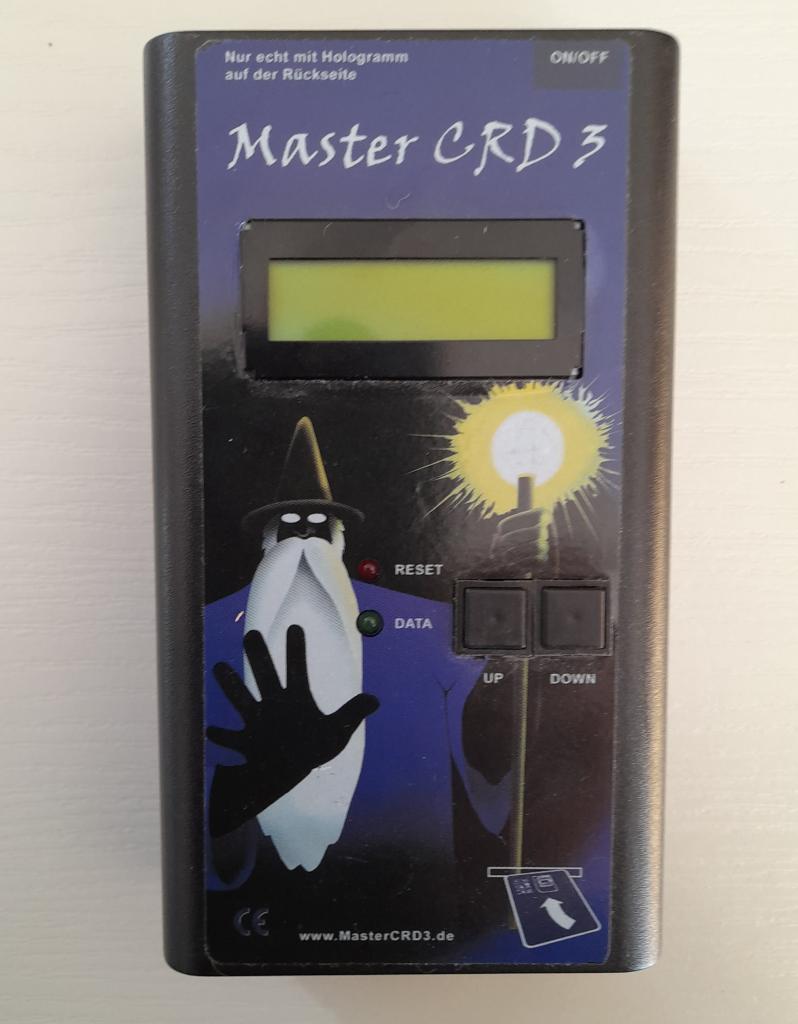 Nur echt mit Hologramm
auf der Rückseite
ON/OFF
Master CRD 3
RESET
DATA
UP
DOWN
CE
www.MasterCRD3.de